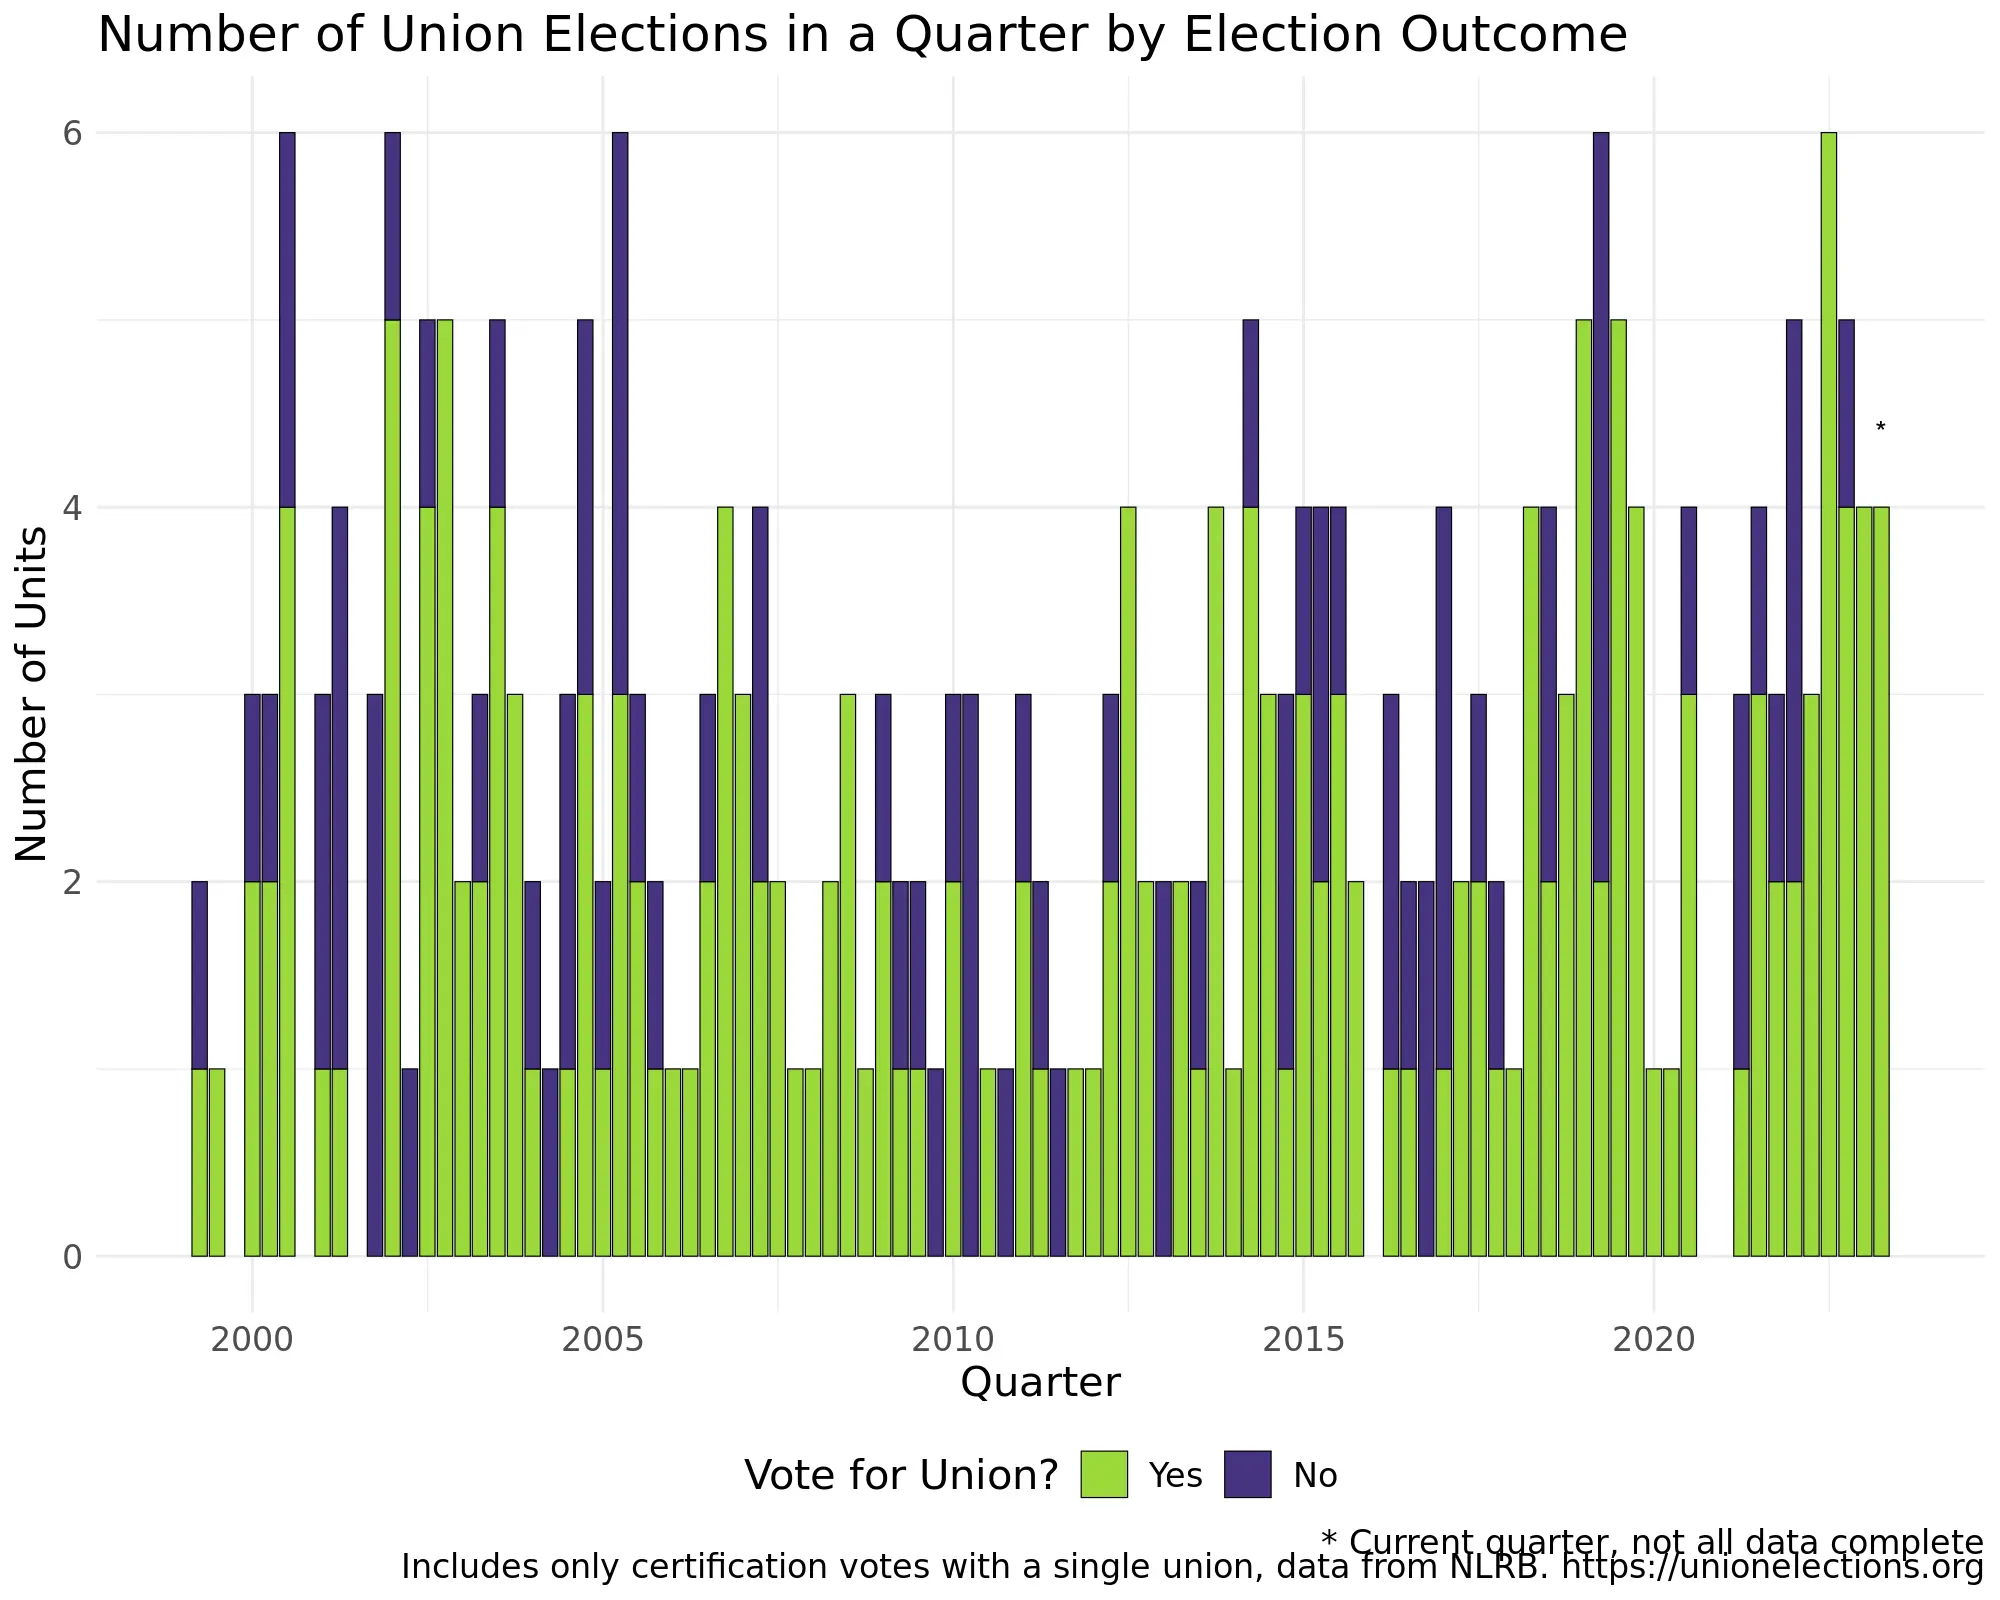 Number of Union Elections in a Quarter by Election Outcome
Number of Units
6
4
2
0
*
2000 2005 2010 2015 2020
Quarter
Vote for Union? Yes No
* Current quarter, not all data complete
Includes only certification votes with a single union, data from NLRB. https://unionelections.org